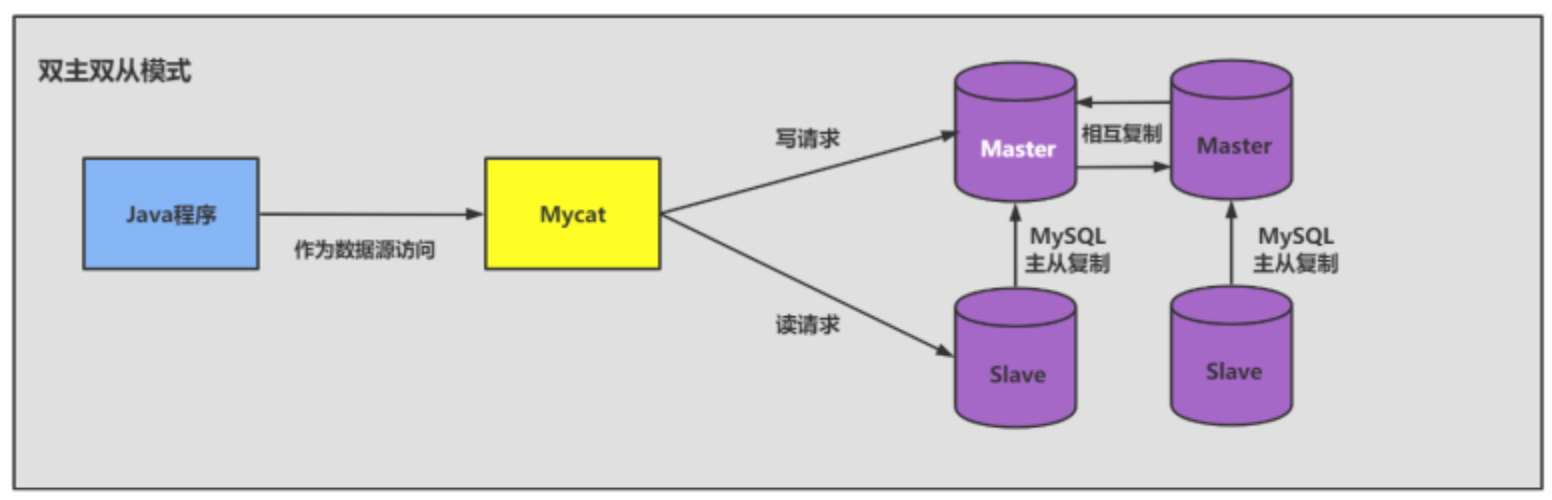 双主双从模式
写请求
Master
相互复制
Master
Java程序
作为数据源访问
Mycat
MySQL
主从复制
MySQL
主从复制
读请求
Slave
Slave